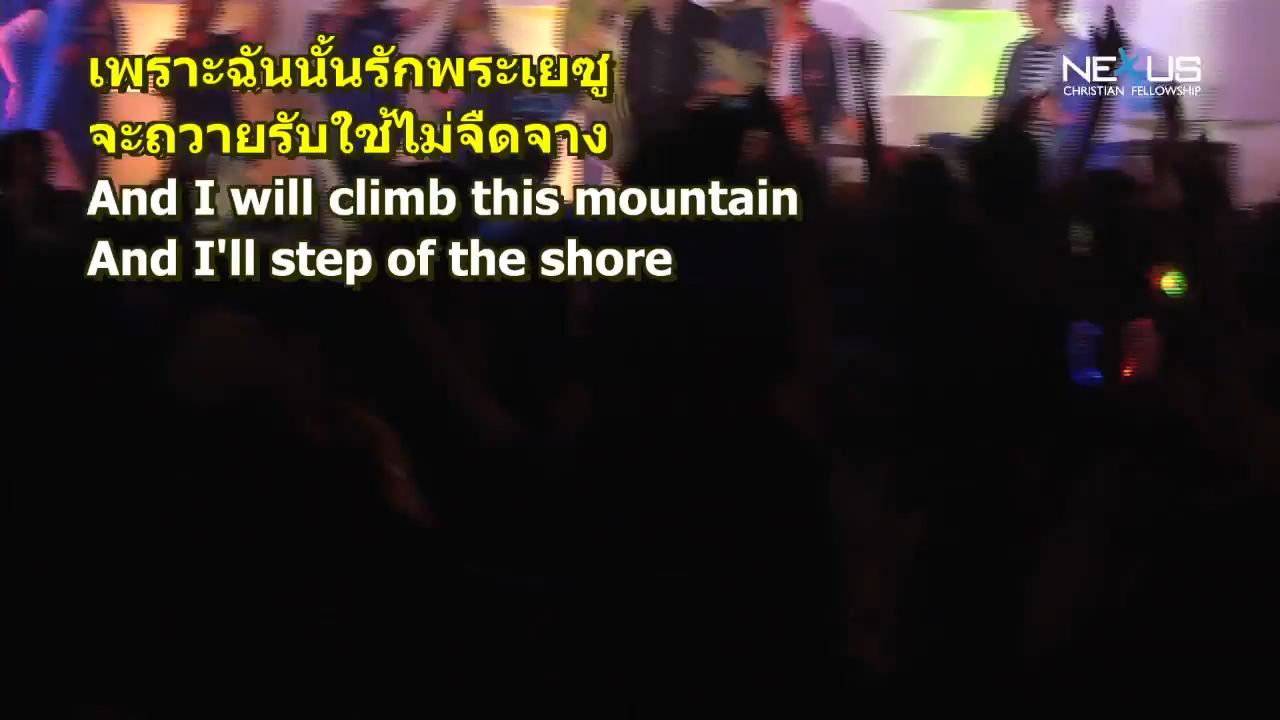 เพราะฉันนั้นรักพระเยซู
จะถวายรับใช้ไม่จืดจาง
And I will climb this mountain
And I'll step of the shore
NEXUS
CHRISTIAN FELLOWSHIP